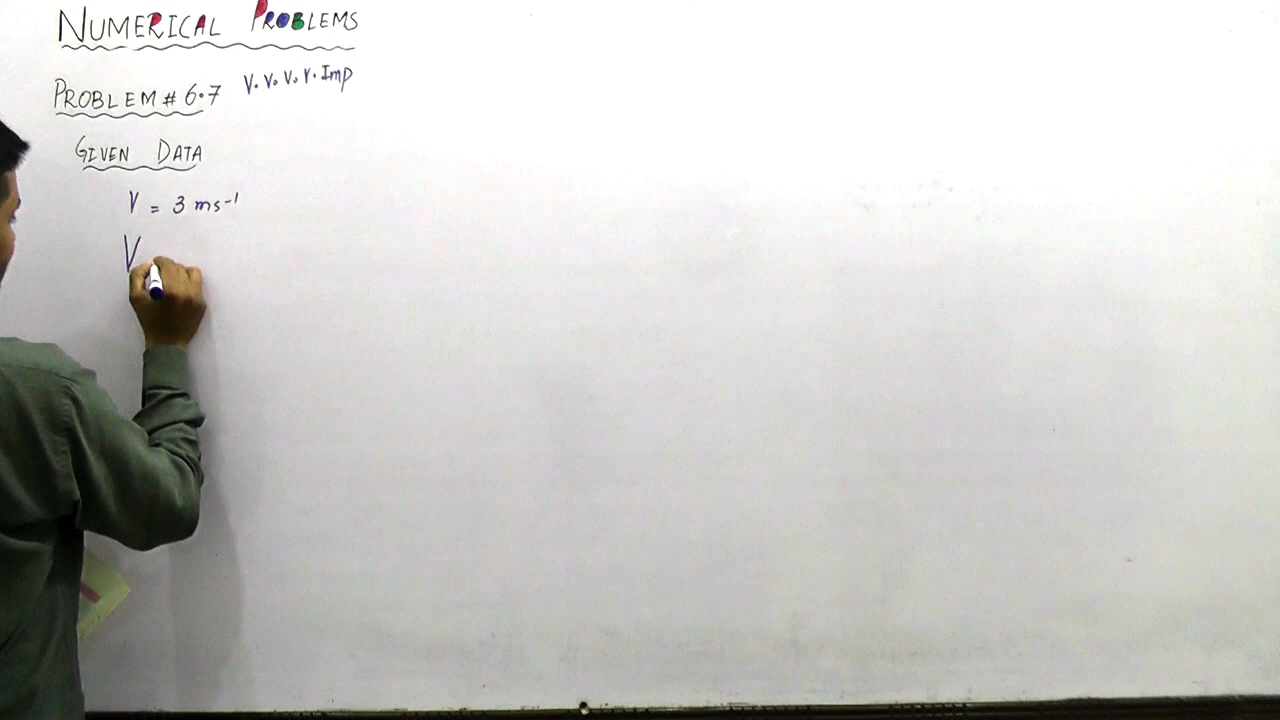 NUMERICAL PROBLEMS
PROBLEM # 6.7 V. V. V. V. Imp
GIVEN DATA
V = 3 ms-1
V